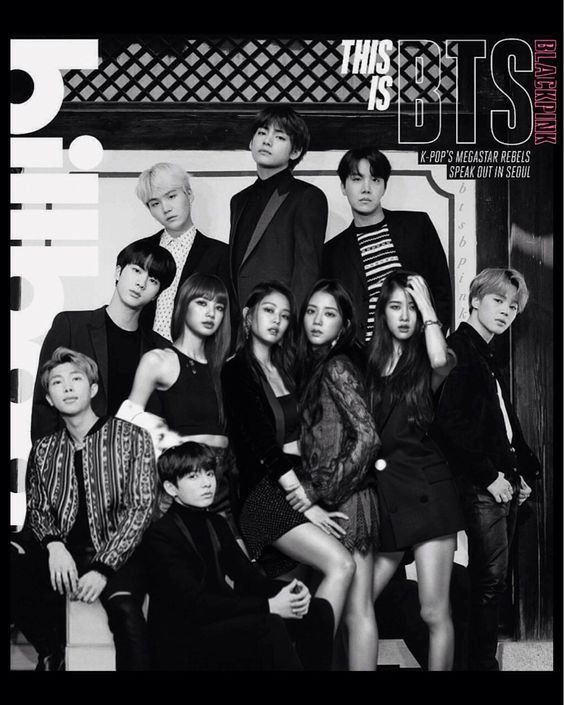 billboard
THIS
IS
BTS
BLACKPINK
K-POP'S MEGASTAR REBELS
SPEAK OUT IN SEOUL
btsbpink